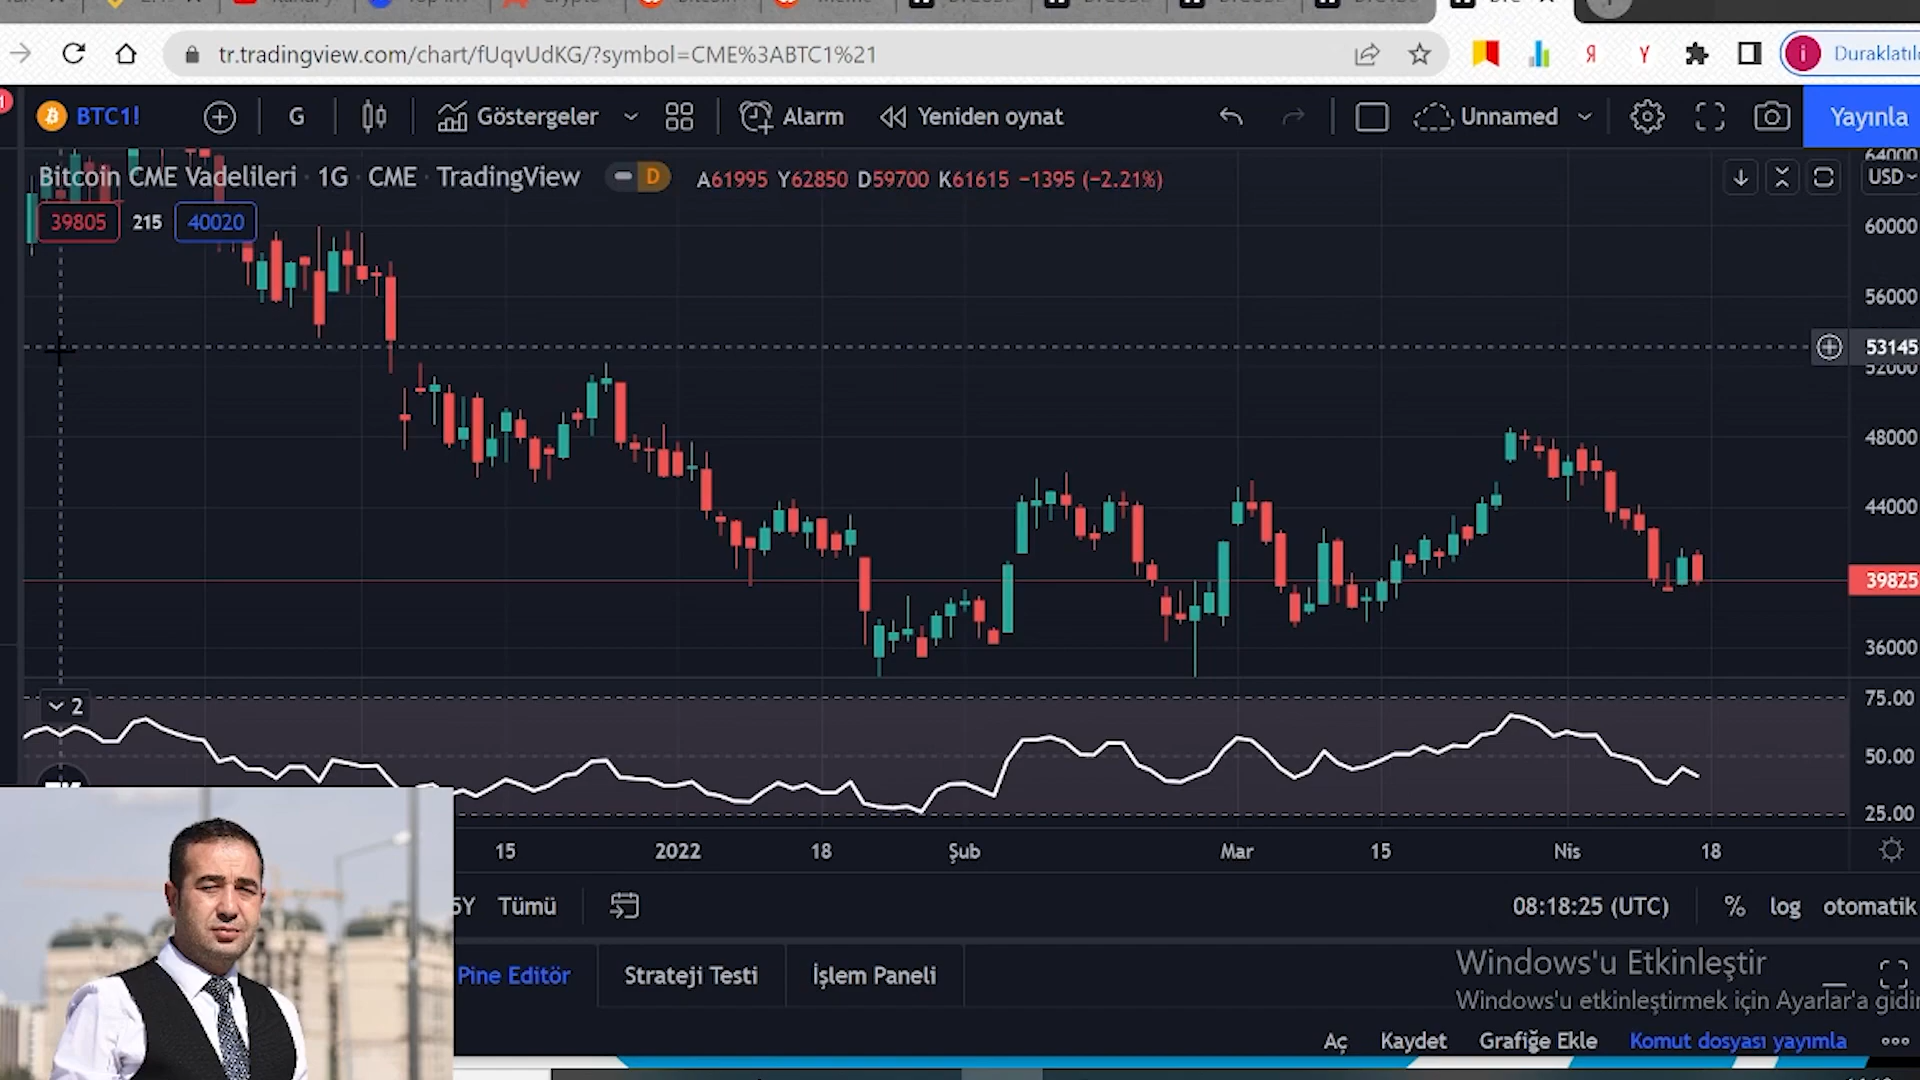 tr.tradingview.com/chart/fUqvUdKG/?symbol=CME%3ABTC1%21
Я
Y
i
Duraklatıl
BTC1!
G
Göstergeler
Alarm
Yeniden oynat
Unnamed
Yayınla
Bitcoin CME Vadelileri · 1G · CME · TradingView
D
A61995 Y62850 D59700 K61615 −1395 (−2.21%)
64000
USD
39805
215
40020
60000
56000
53145
52000
48000
44000
39825
36000
2
75.00
50.00
25.00
15
2022
18
Şub
Mar
15
Nis
18
5Y
Tümü
08:18:25 (UTC)
%
log
otomatik
Pine Editör
Strateji Testi
İşlem Paneli
Windows'u Etkinleştir
Windows'u etkinleştirmek için Ayarlar'a gidin
Aç
Kaydet
Grafiğe Ekle
Komut dosyası yayımla